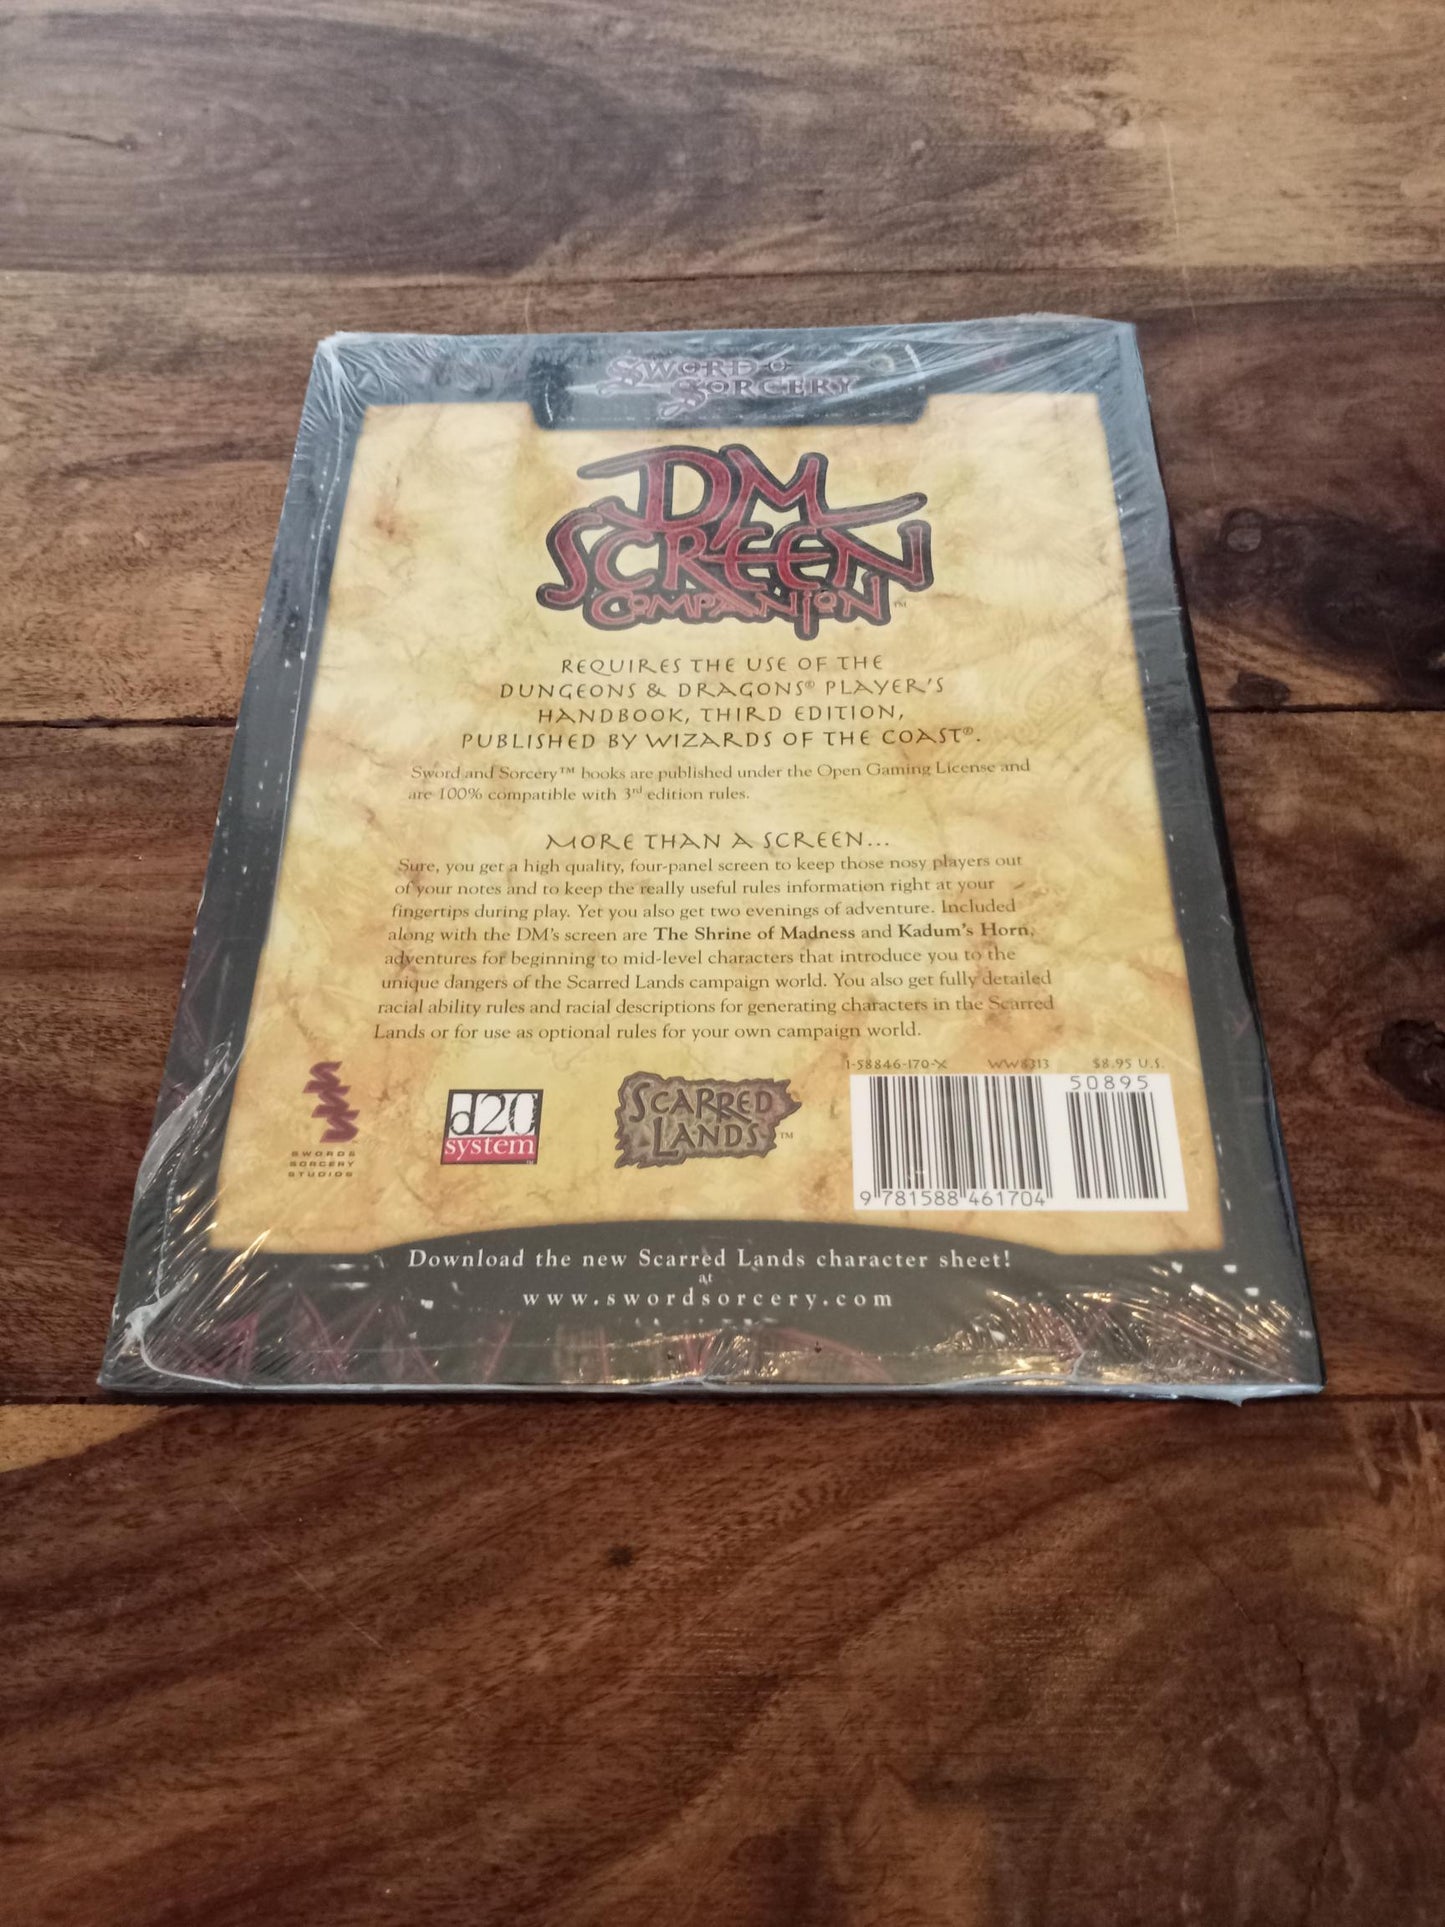 Sword & Sorcery
DM
Screen
Companion™
Requires the use of the
Dungeons & Dragons® Player's
Handbook, Third Edition,
published by Wizards of the Coast®.
Sword and Sorcery™ books are published under the Open Gaming License and
are 100% compatible with 3rd edition rules.
More than a screen...
Sure, you get a high quality, four-panel screen to keep those nosy players out
of your notes and to keep the really useful rules information right at your
fingertips during play. Yet you also get two evenings of adventure. Included
along with the DM's screen are The Shrine of Madness and Kadum's Horn,
adventures for beginning to mid-level characters that introduce you to the
unique dangers of the Scarred Lands campaign world. You also get fully detailed
racial ability rules and racial descriptions for generating characters in the Scarred
Lands or for use as optional rules for your own campaign world.
1-58846-170-X WW8313 $8.95 U.S.
50895
9 781588 461704
Sword&
Sorcery
Studios
d20
system
Scarred
Lands™
Download the new Scarred Lands character sheet!
at
www.swordsorcery.com